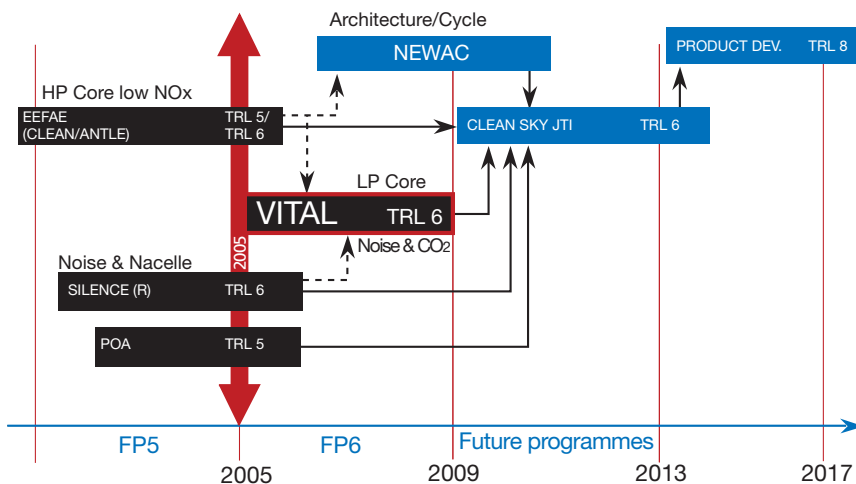 Architecture/Cycle
NEWAC
PRODUCT DEV. TRL 8
HP Core low NOx
EEFAE TRL 5/
(CLEAN/ANTLE) TRL 6
CLEAN SKY JTI TRL 6
LP Core
VITAL TRL 6
Noise & CO2
2005
Noise & Nacelle
SILENCE (R) TRL 6
POA TRL 5
FP5 FP6 Future programmes
2005 2009 2013 2017